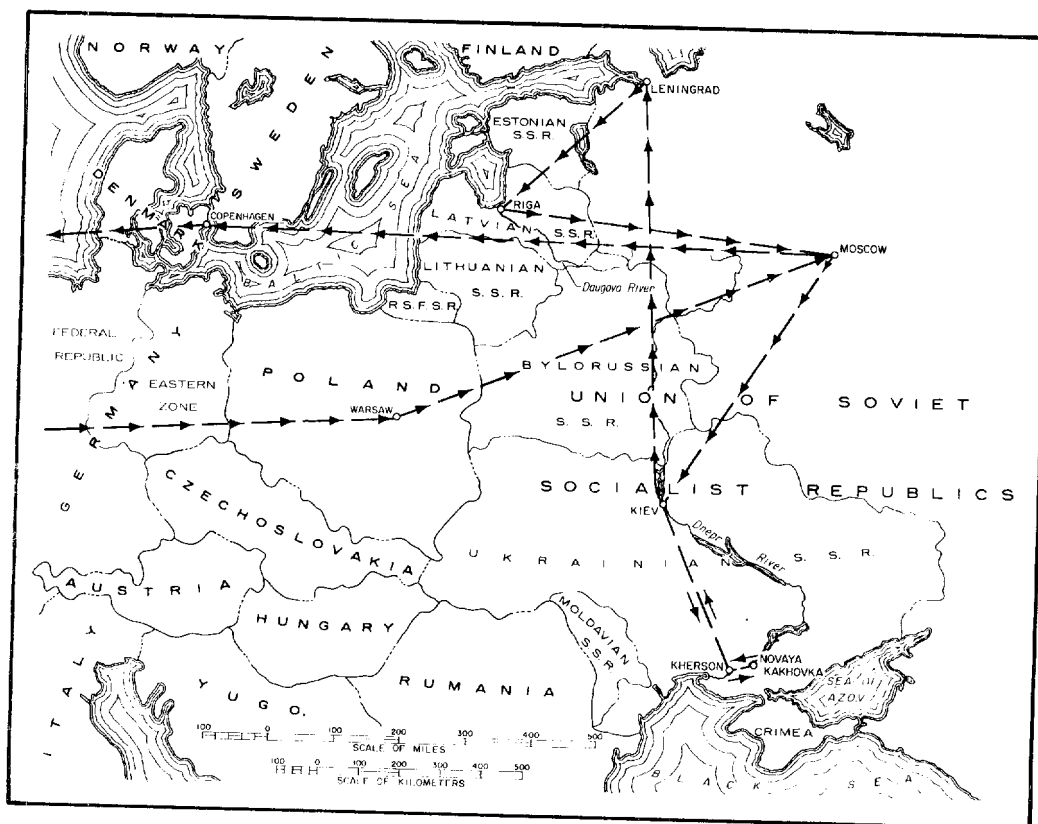 NORWAY
SWEDEN
FINLAND
LENINGRAD
ESTONIAN
S.S.R.
DENMARK
COPENHAGEN
BALTIC SEA
RIGA
LATVIAN S.S.R.
MOSCOW
LITHUANIAN
S.S.R.
Daugava River
R.S.F.S.R.
FEDERAL
REPUBLIC
GERMANY
EASTERN
ZONE
POLAND
WARSAW
BYLORUSSIAN
S.S.R.
UNION OF SOVIET
SOCIALIST REPUBLICS
KIEV
CZECHOSLOVAKIA
Dnepr River
UKRAINIAN S.S.R.
AUSTRIA
HUNGARY
MOLDAVIAN
S.S.R.
KHERSON
NOVAYA
KAKHOVKA
ITALY
YUGO.
RUMANIA
SEA OF
AZOV
CRIMEA
100 0 100 200 300 400 500
SCALE OF MILES
100 0 100 200 300 400 500
SCALE OF KILOMETERS
BLACK SEA